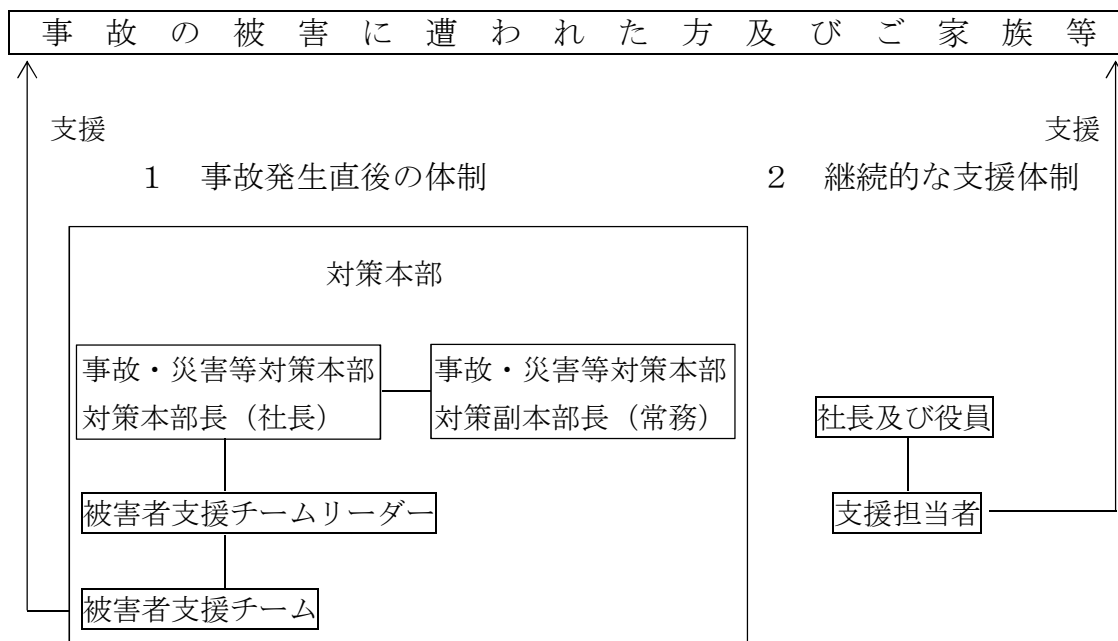 事故の被害に遭われた方及びご家族等
支援
支援
１　事故発生直後の体制
２　継続的な支援体制
対策本部
事故・災害等対策本部
対策本部長（社長）
事故・災害等対策本部
対策副本部長（常務）
社長及び役員
被害者支援チームリーダー
支援担当者
被害者支援チーム